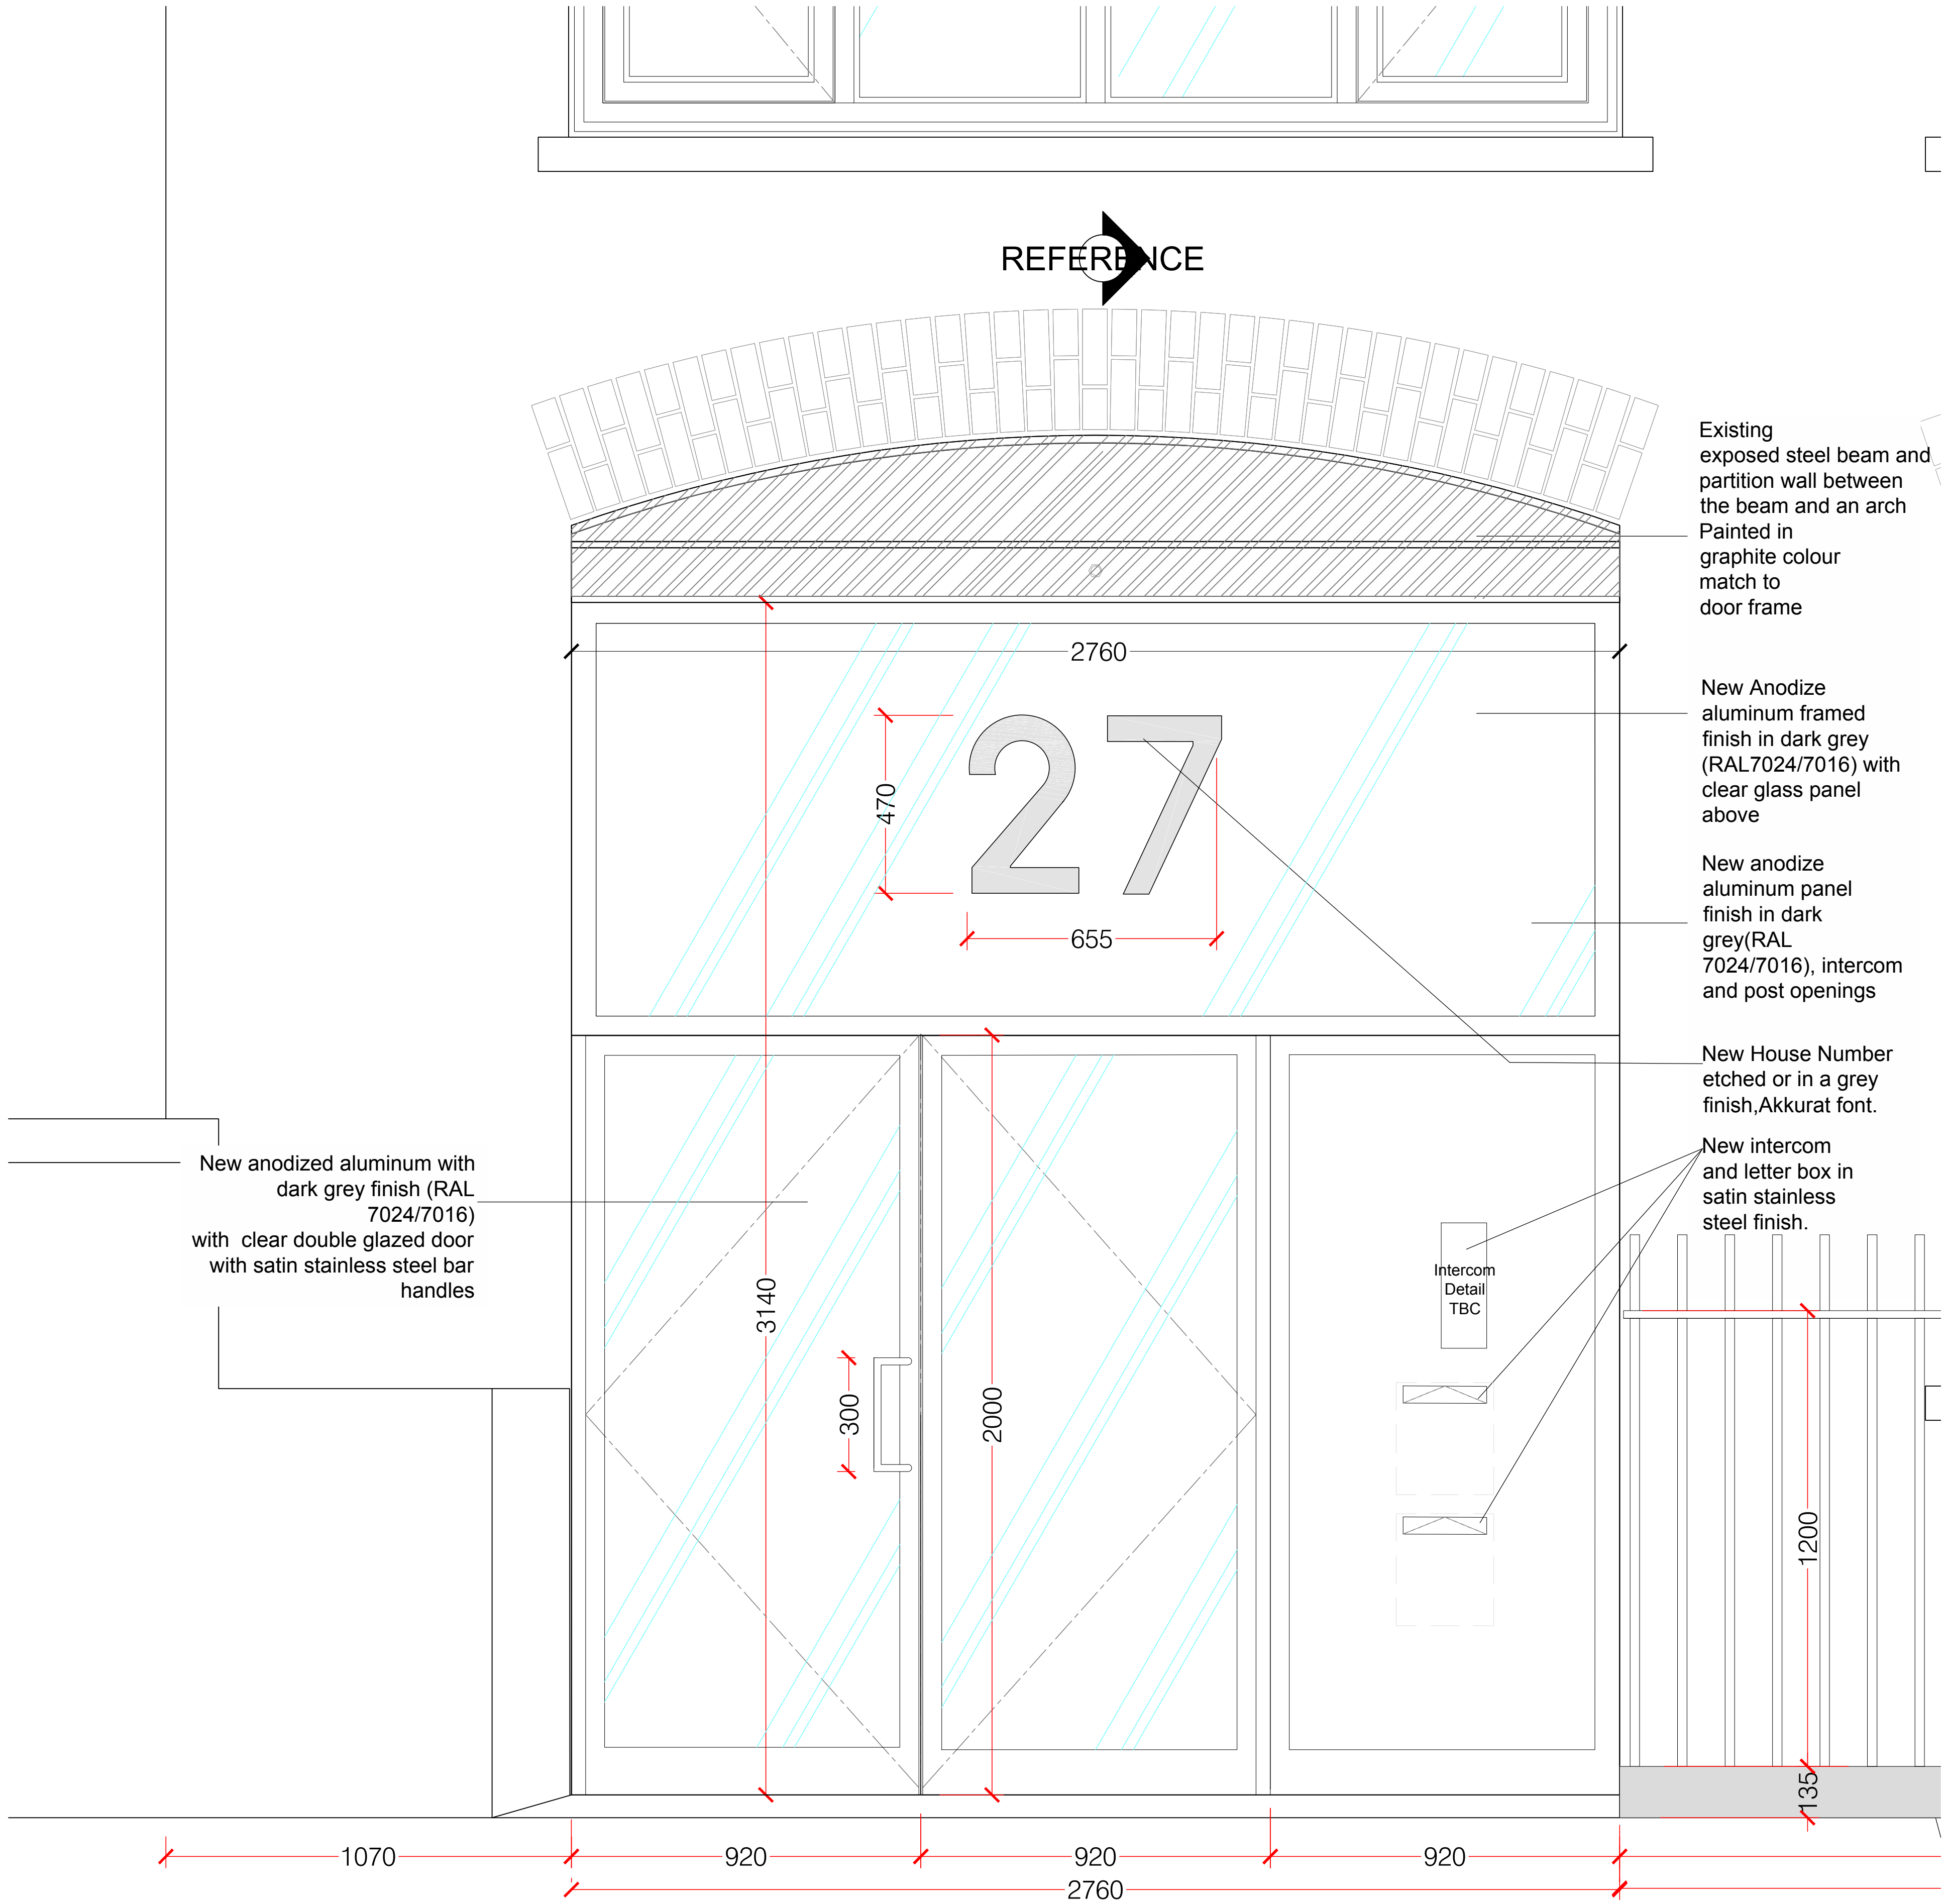 REFERENCE
Existing
exposed steel beam and
partition wall between
the beam and an arch
Painted in
graphite colour
match to
door frame
2760
New Anodize
aluminum framed
finish in dark grey
(RAL7024/7016) with
clear glass panel
above
27
470
655
New anodize
aluminum panel
finish in dark
grey(RAL
7024/7016), intercom
and post openings
New House Number
etched or in a grey
finish,Akkurat font.
New intercom
and letter box in
satin stainless
steel finish.
New anodized aluminum with
dark grey finish (RAL
7024/7016)
with clear double glazed door
with satin stainless steel bar
handles
3140
300
2000
Intercom
Detail
TBC
1200
135
1070
920
920
920
2760